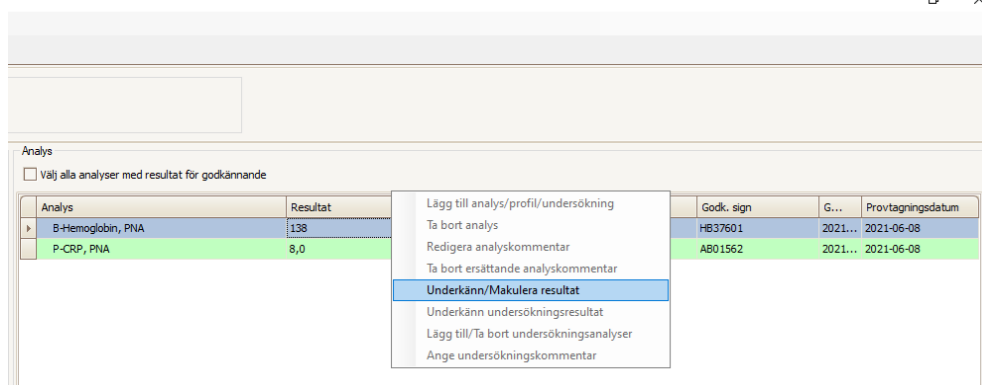 Analys
Välj alla analyser med resultat för godkännande
Analys Resultat Godk. sign G... Provtagningsdatum
B-Hemoglobin, PNA 138 HB37601 2021... 2021-06-08
P-CRP, PNA 8,0 AB01562 2021... 2021-06-08
Lägg till analys/profil/undersökning
Ta bort analys
Redigera analyskommentar
Ta bort ersättande analyskommentar
Underkänn/Makulera resultat
Underkänn undersökningsresultat
Lägg till/Ta bort undersökningsanalyser
Ange undersökningskommentar